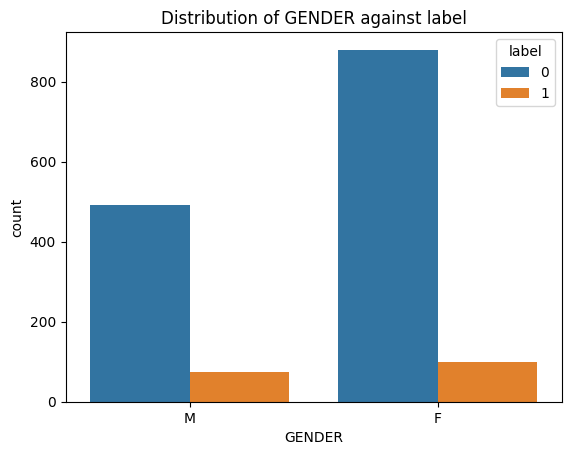 Distribution of GENDER against label
label
0
1
800
600
400
200
0
count
M
F
GENDER